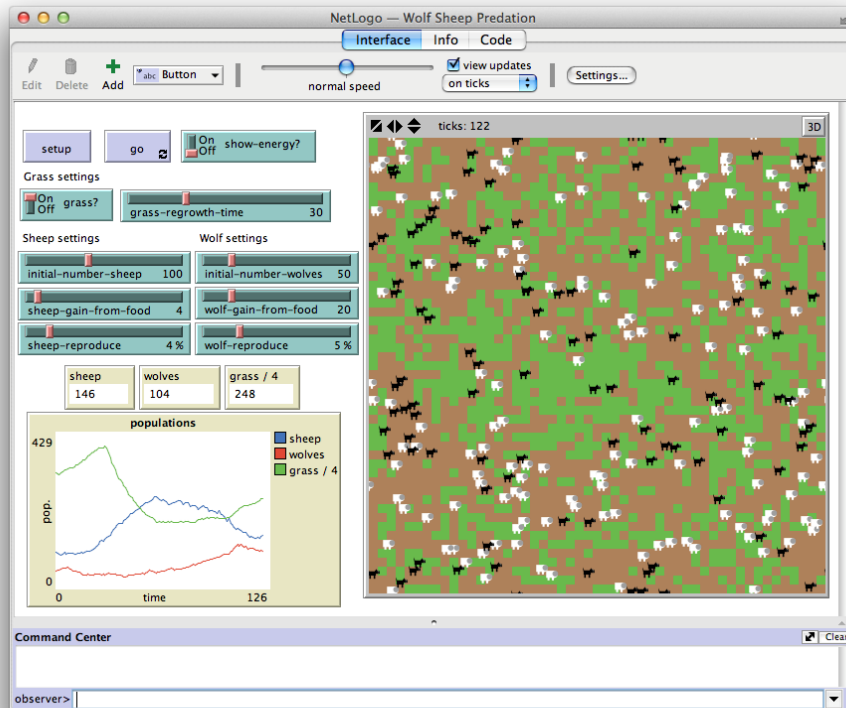 NetLogo — Wolf Sheep Predation
Interface Info Code
Edit Delete Add abc Button normal speed view updates on ticks Settings...
setup go On Off show-energy? ticks: 122 3D
Grass settings
On Off grass? grass-regrowth-time 30
Sheep settings Wolf settings
initial-number-sheep 100 initial-number-wolves 50
sheep-gain-from-food 4 wolf-gain-from-food 20
sheep-reproduce 4 % wolf-reproduce 5 %
sheep wolves grass / 4
146 104 248
populations
429 sheep
wolves
grass / 4
pop.
0
0 time 126
Command Center Clear
observer>